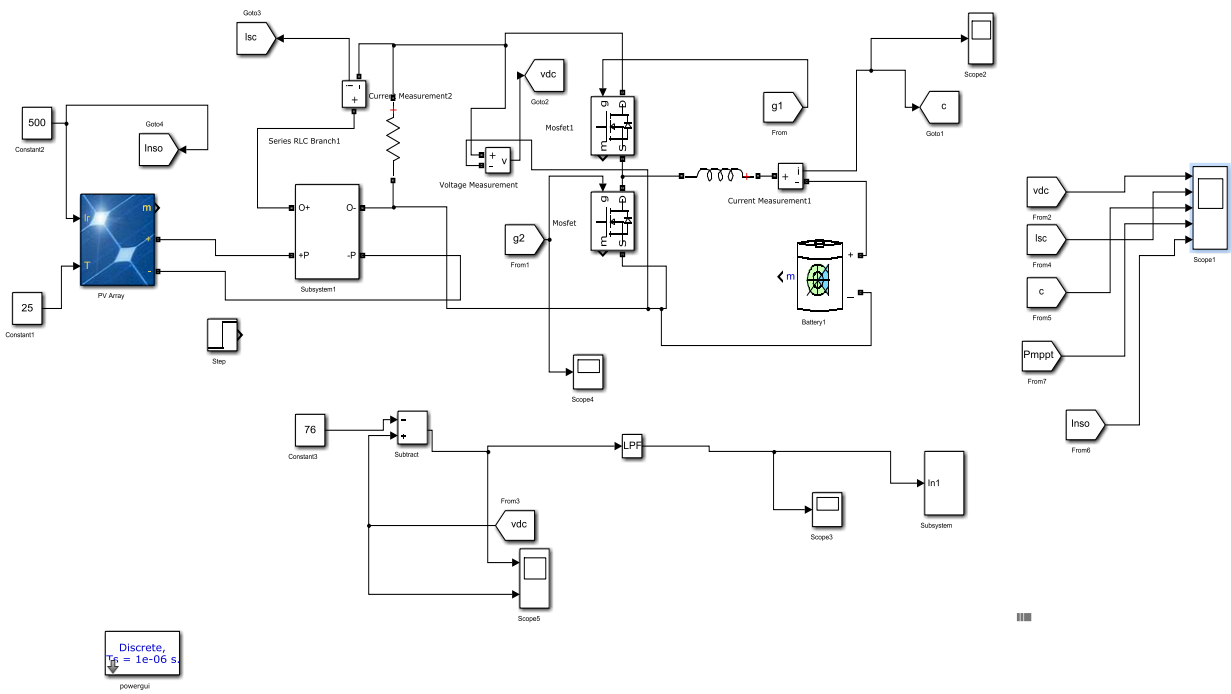 Goto3
Isc
Current Measurement2
Series RLC Branch1
500
Constant2
Goto4
Inso
Ir
T
m
+
-
PV Array
25
Constant1
Step
O+
O-
+P
-P
Subsystem1
i
-
+
vdc
Goto2
+
-
v
Voltage Measurement
Mosfet1
g
D
m
S
Mosfet
g
D
m
S
g1
From
g2
From1
Scope4
+
i
-
Current Measurement1
Scope2
c
Goto1
m
+
_
Battery1
vdc
From2
Isc
From4
c
From5
Pmppt
From7
Inso
From6
Scope1
76
Constant3
-
+
Subtract
LPF
Scope3
In1
Subsystem
From3
vdc
Scope5
Discrete,
Ts = 1e-06 s.
powergui